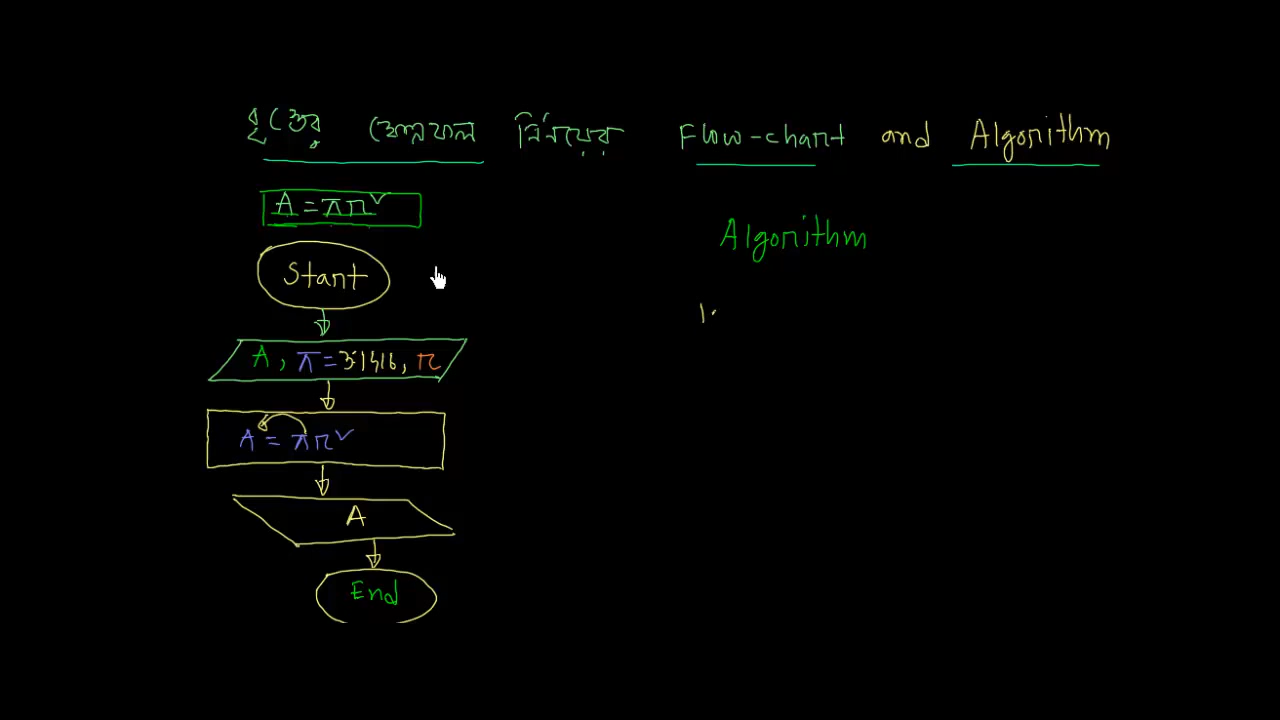 বৃত্তের ক্ষেত্রফল নির্ণয়ের Flow-chart and Algorithm
A = πr²
Algorithm
Start
1.
A, π = 3.1416, r
A = πr²
A
End